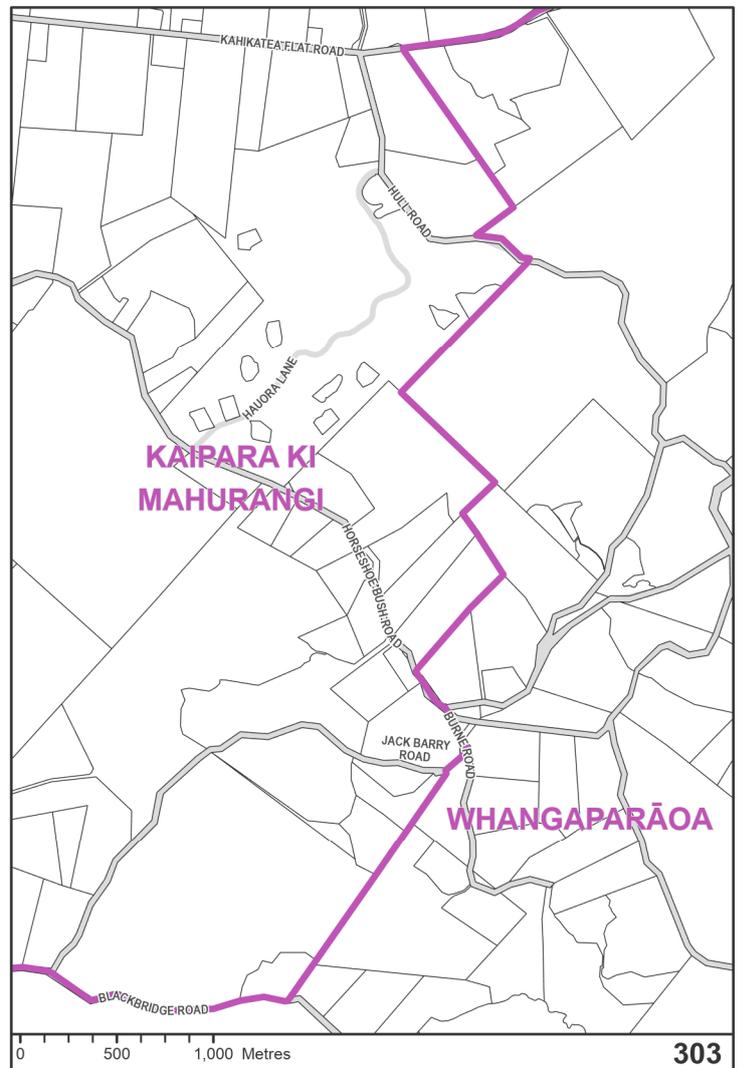 KAHIKATEA FLAT ROAD
HULL ROAD
HAUORA LANE
KAIPARA KI
MAHURANGI
HORSESHOE BUSH ROAD
BURNE ROAD
JACK BARRY
ROAD
WHANGAPARĀOA
BLACKBRIDGE ROAD
0 500 1,000 Metres
303